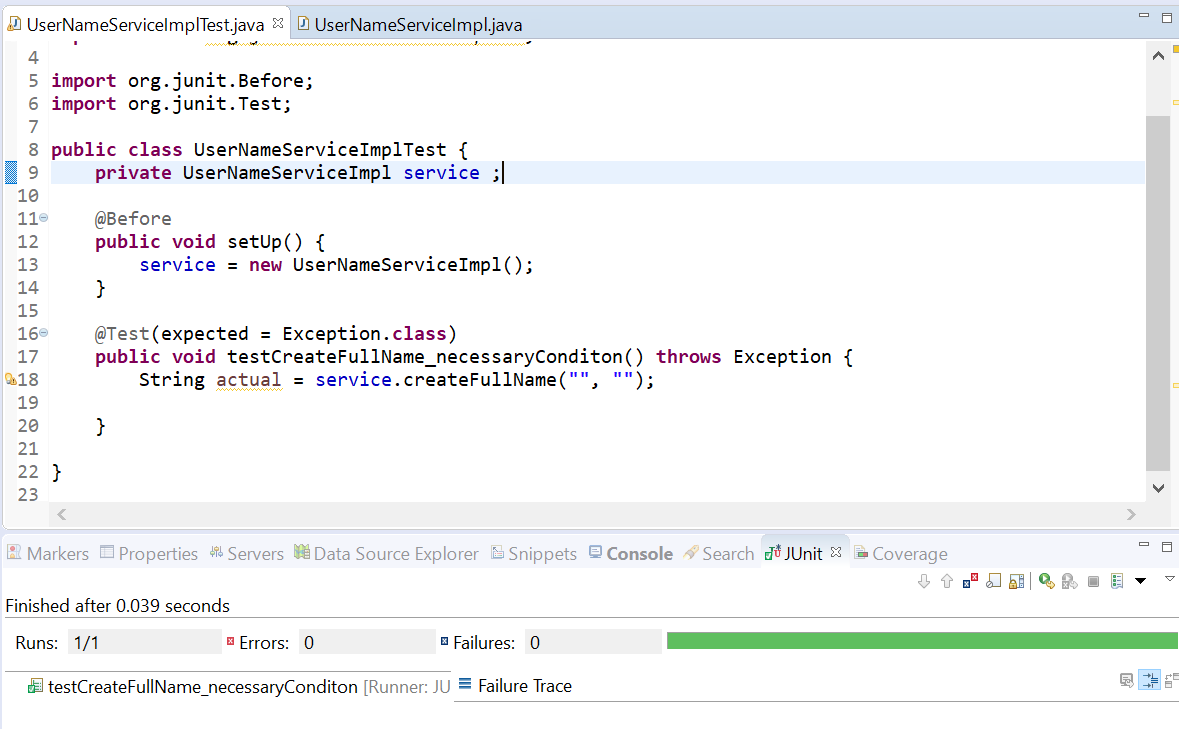 UserNameServiceImplTest.java UserNameServiceImpl.java
4
5 import org.junit.Before;
6 import org.junit.Test;
7
8 public class UserNameServiceImplTest {
9 private UserNameServiceImpl service ;
10
11 @Before
12 public void setUp() {
13 service = new UserNameServiceImpl();
14 }
15
16 @Test(expected = Exception.class)
17 public void testCreateFullName_necessaryConditon() throws Exception {
18 String actual = service.createFullName("", "");
19
20 }
21
22 }
23
Markers Properties Servers Data Source Explorer Snippets Console Search JUnit Coverage
Finished after 0.039 seconds
Runs: 1/1 Errors: 0 Failures: 0
testCreateFullName_necessaryConditon [Runner: JU Failure Trace